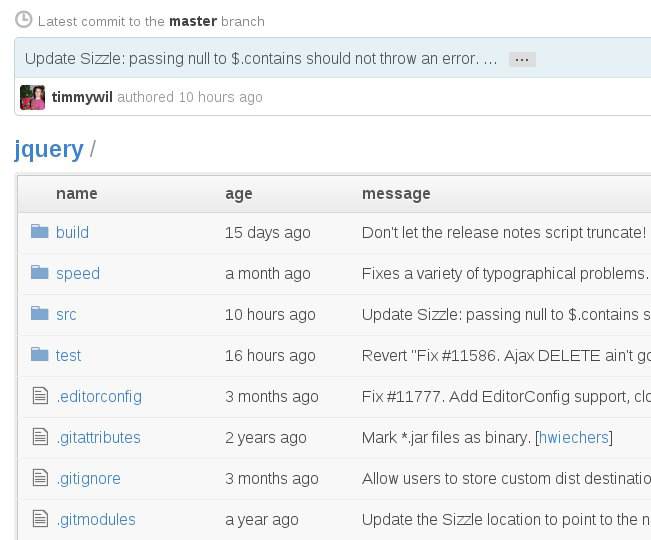 Latest commit to the master branch
Update Sizzle: passing null to $.contains should not throw an error. ... ...
timmywil authored 10 hours ago
jquery /
name age message
build 15 days ago Don't let the release notes script truncate!
speed a month ago Fixes a variety of typographical problems.
src 10 hours ago Update Sizzle: passing null to $.contains s
test 16 hours ago Revert "Fix #11586. Ajax DELETE ain't go
.editorconfig 3 months ago Fix #11777. Add EditorConfig support, clo
.gitattributes 2 years ago Mark *.jar files as binary. [hwiechers]
.gitignore 3 months ago Allow users to store custom dist destinatio
.gitmodules a year ago Update the Sizzle location to point to the n